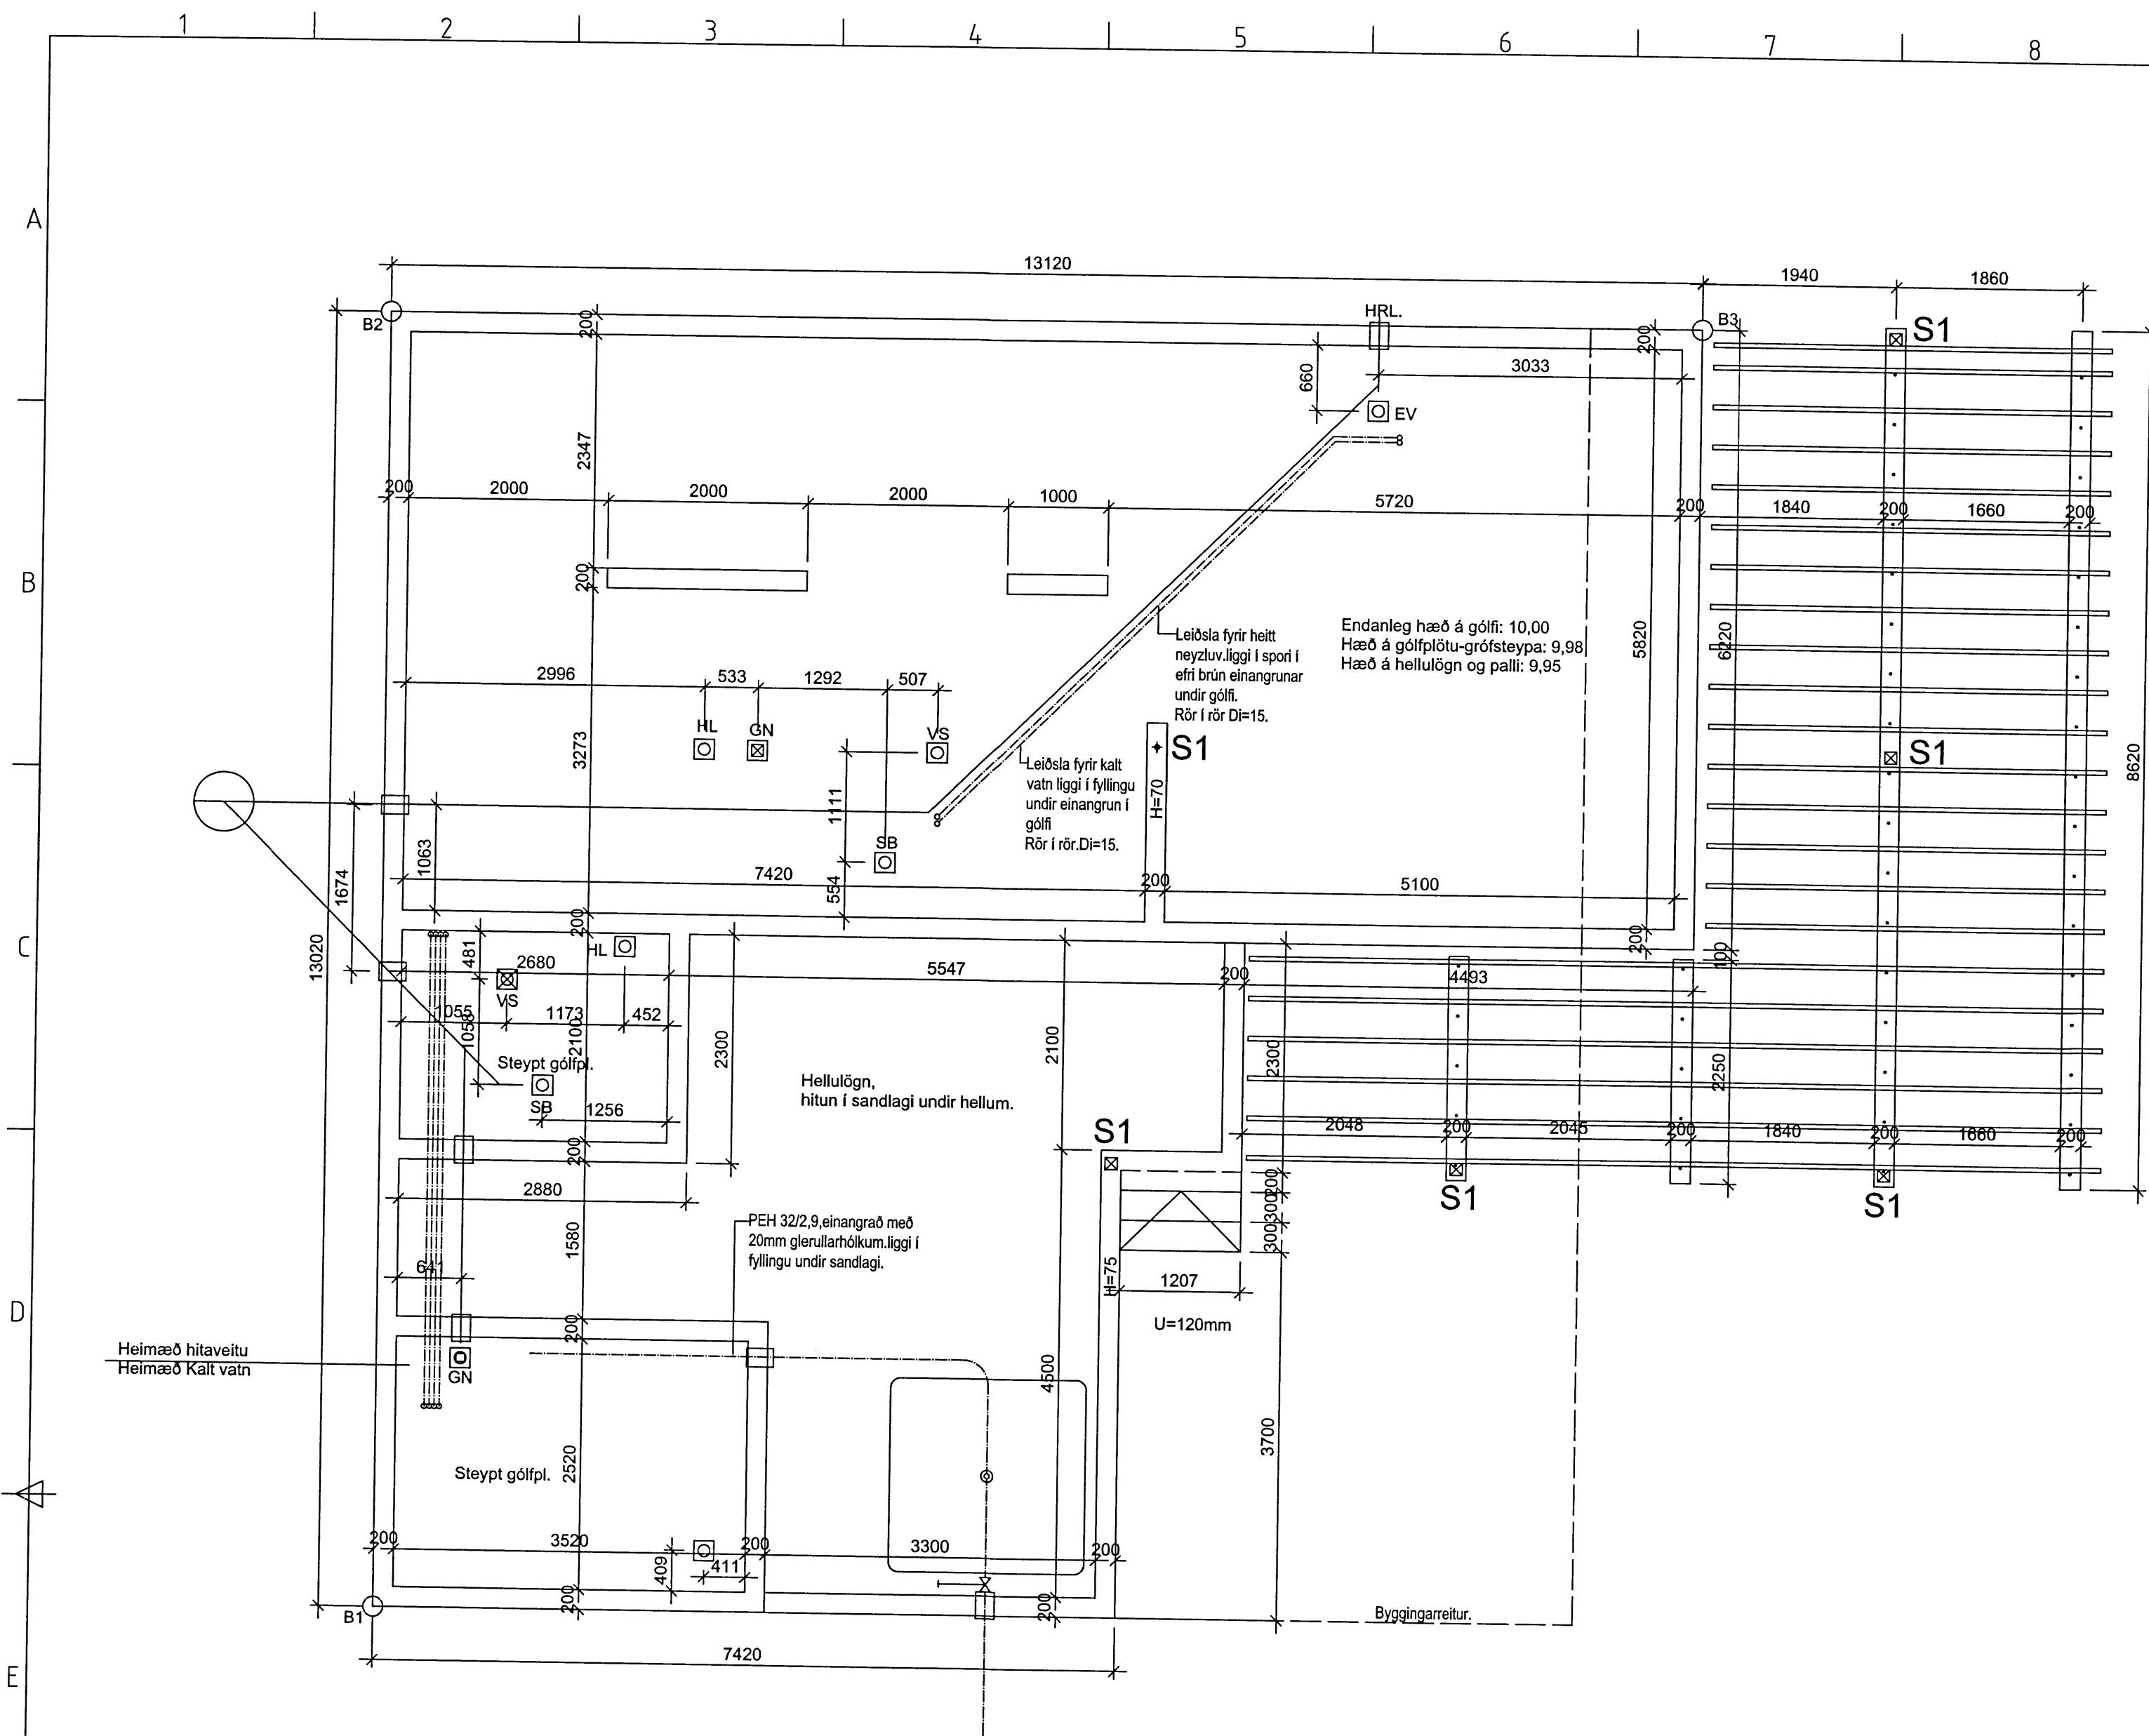 1 2 3 4 5 6 7 8
A
13120
1940
1860
B2
200
HRL.
B3
S1
200
660
3033
EV
2347
200 2000 2000 2000 1000 5720 200 1840 200 1660 200
B
200
Leiðsla fyrir heitt
neyzluv.liggi í spori í
efri brún einangrunar
undir gólfi.
Rör í rör Di=15.
Endanleg hæð á gólfi: 10,00
Hæð á gólfplötu-grófsteypa: 9,98
Hæð á hellulögn og palli: 9,95
5820
6220
2996 533 1292 507
HL GN VS
S1
S1
8620
3273
Leiðsla fyrir kalt
vatn liggi í fyllingu
undir einangrun í
gólfi
Rör í rör.Di=15.
H=70
1111
SB
1063
1674
7420
554
200
5100
C
13020
200
HL
481
2680
5547
200
4493
200
100
VS
1055 1173 452
1058
2100
2300
2100
2300
2250
Steypt gólfpl.
Hellulögn,
hitun í sandlagi undir hellum.
SB
1256
S1
2048 200 2045 200 1840 200 1660 200
200
2880
S1
S1
200
300
300
1580
PEH 32/2,9,einangrað með
20mm glerullarhólkum.liggi í
fyllingu undir sandlagi.
641
H=75
1207
D
U=120mm
200
Heimæð hitaveitu
Heimæð Kalt vatn
GN
4500
3700
2520
Steypt gólfpl.
200 3520 200 3300 200
409
411
200
200
B1
Byggingarreitur.
7420
E